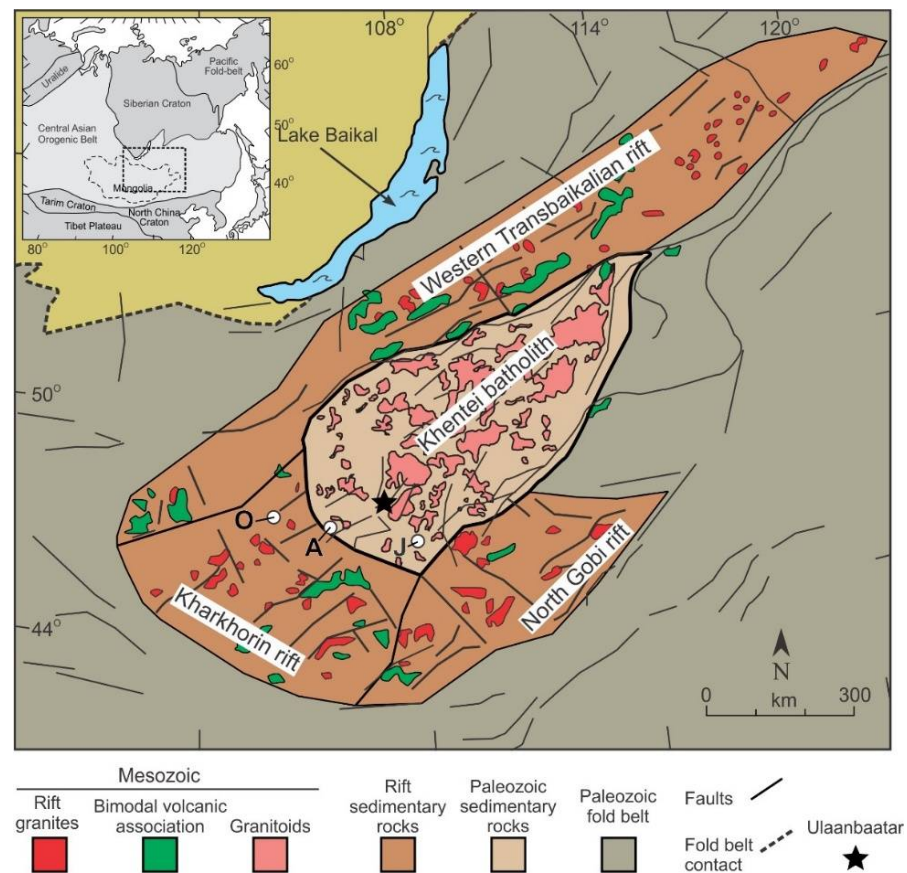 108°
114°
120°
Uralide
Pacific
Fold-belt
60°
Siberian Craton
50°
Central Asian
Orogenic Belt
40°
Mongolia
Tarim Craton
North China
Craton
Tibet Plateau
80°
100°
120°
Lake Baikal
Western Transbaikalian rift
50°
Khentei batholith
O
A
J
North Gobi rift
Kharkhorin rift
44°
N
0
300
km
Mesozoic
Rift
granites
Bimodal volcanic
association
Granitoids
Rift
sedimentary
rocks
Paleozoic
sedimentary
rocks
Paleozoic
fold belt
Faults
Fold belt
contact
Ulaanbaatar